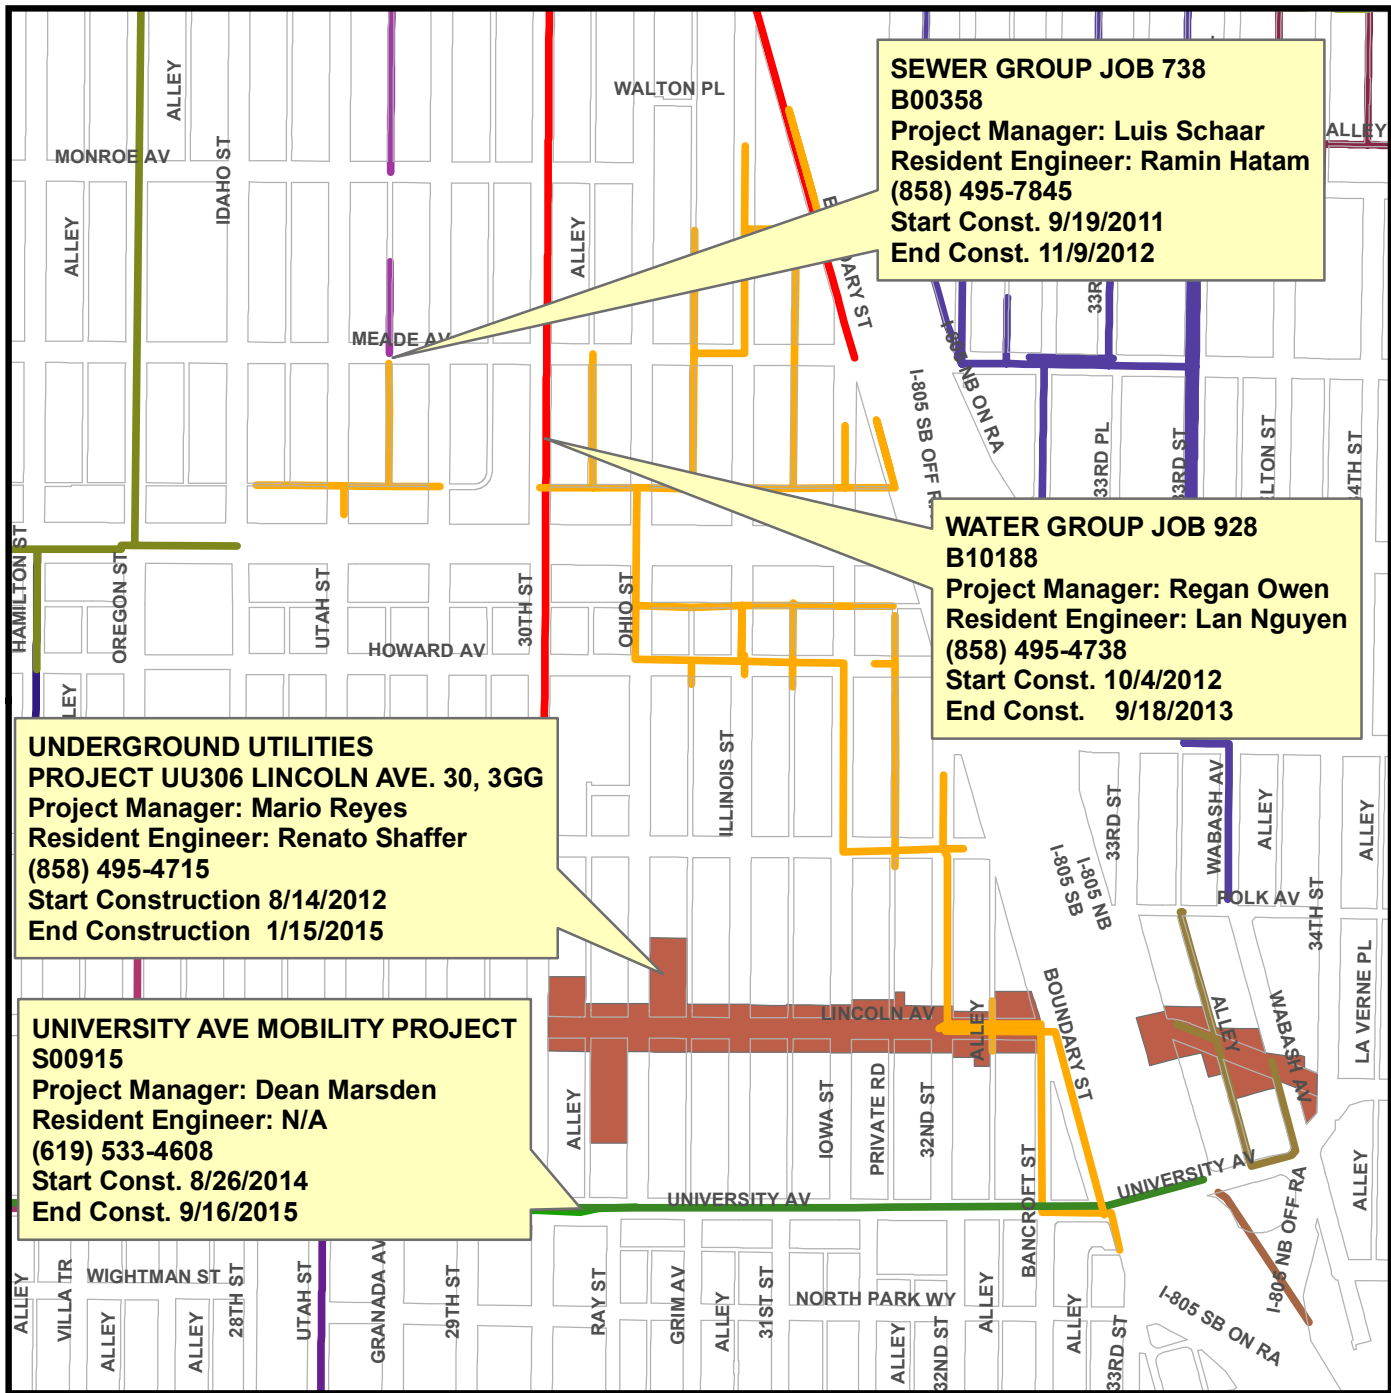 WALTON PL
ALLEY
MONROE AV
IDAHO ST
ALLEY
ALLEY
ALLEY
SEWER GROUP JOB 738
B00358
Project Manager: Luis Schaar
Resident Engineer: Ramin Hatam
(858) 495-7845
Start Const. 9/19/2011
End Const. 11/9/2012
MEADE AV
I-805 NB ON RA
I-805 SB OFF
33RD PL
33RD ST
34TH ST
WATER GROUP JOB 928
B10188
Project Manager: Regan Owen
Resident Engineer: Lan Nguyen
(858) 495-4738
Start Const. 10/4/2012
End Const. 9/18/2013
HAMILTON ST
OREGON ST
UTAH ST
HOWARD AV
30TH ST
OHIO ST
UNDERGROUND UTILITIES
PROJECT UU306 LINCOLN AVE. 30, 3GG
Project Manager: Mario Reyes
Resident Engineer: Renato Shaffer
(858) 495-4715
Start Construction 8/14/2012
End Construction 1/15/2015
ILLINOIS ST
33RD ST
WABASH AV
ALLEY
ALLEY
I-805 SB
I-805 NB
POLK AV
34TH ST
LA VERNE PL
BOUNDARY ST
LINCOLN AV
ALLEY
ALLEY
WABASH AV
UNIVERSITY AVE MOBILITY PROJECT
S00915
Project Manager: Dean Marsden
Resident Engineer: N/A
(619) 533-4608
Start Const. 8/26/2014
End Const. 9/16/2015
ALLEY
IOWA ST
PRIVATE RD
32ND ST
BANCROFT ST
ALLEY
UNIVERSITY AV
UNIVERSITY AV
I-805 NB OFF RA
ALLEY
VILLA TR
WIGHTMAN ST
ALLEY
ALLEY
28TH ST
UTAH ST
GRANADA AV
29TH ST
RAY ST
GRIM AV
ALLEY
31ST ST
NORTH PARK WY
ALLEY
32ND ST
ALLEY
ALLEY
33RD ST
I-805 SB ON RA